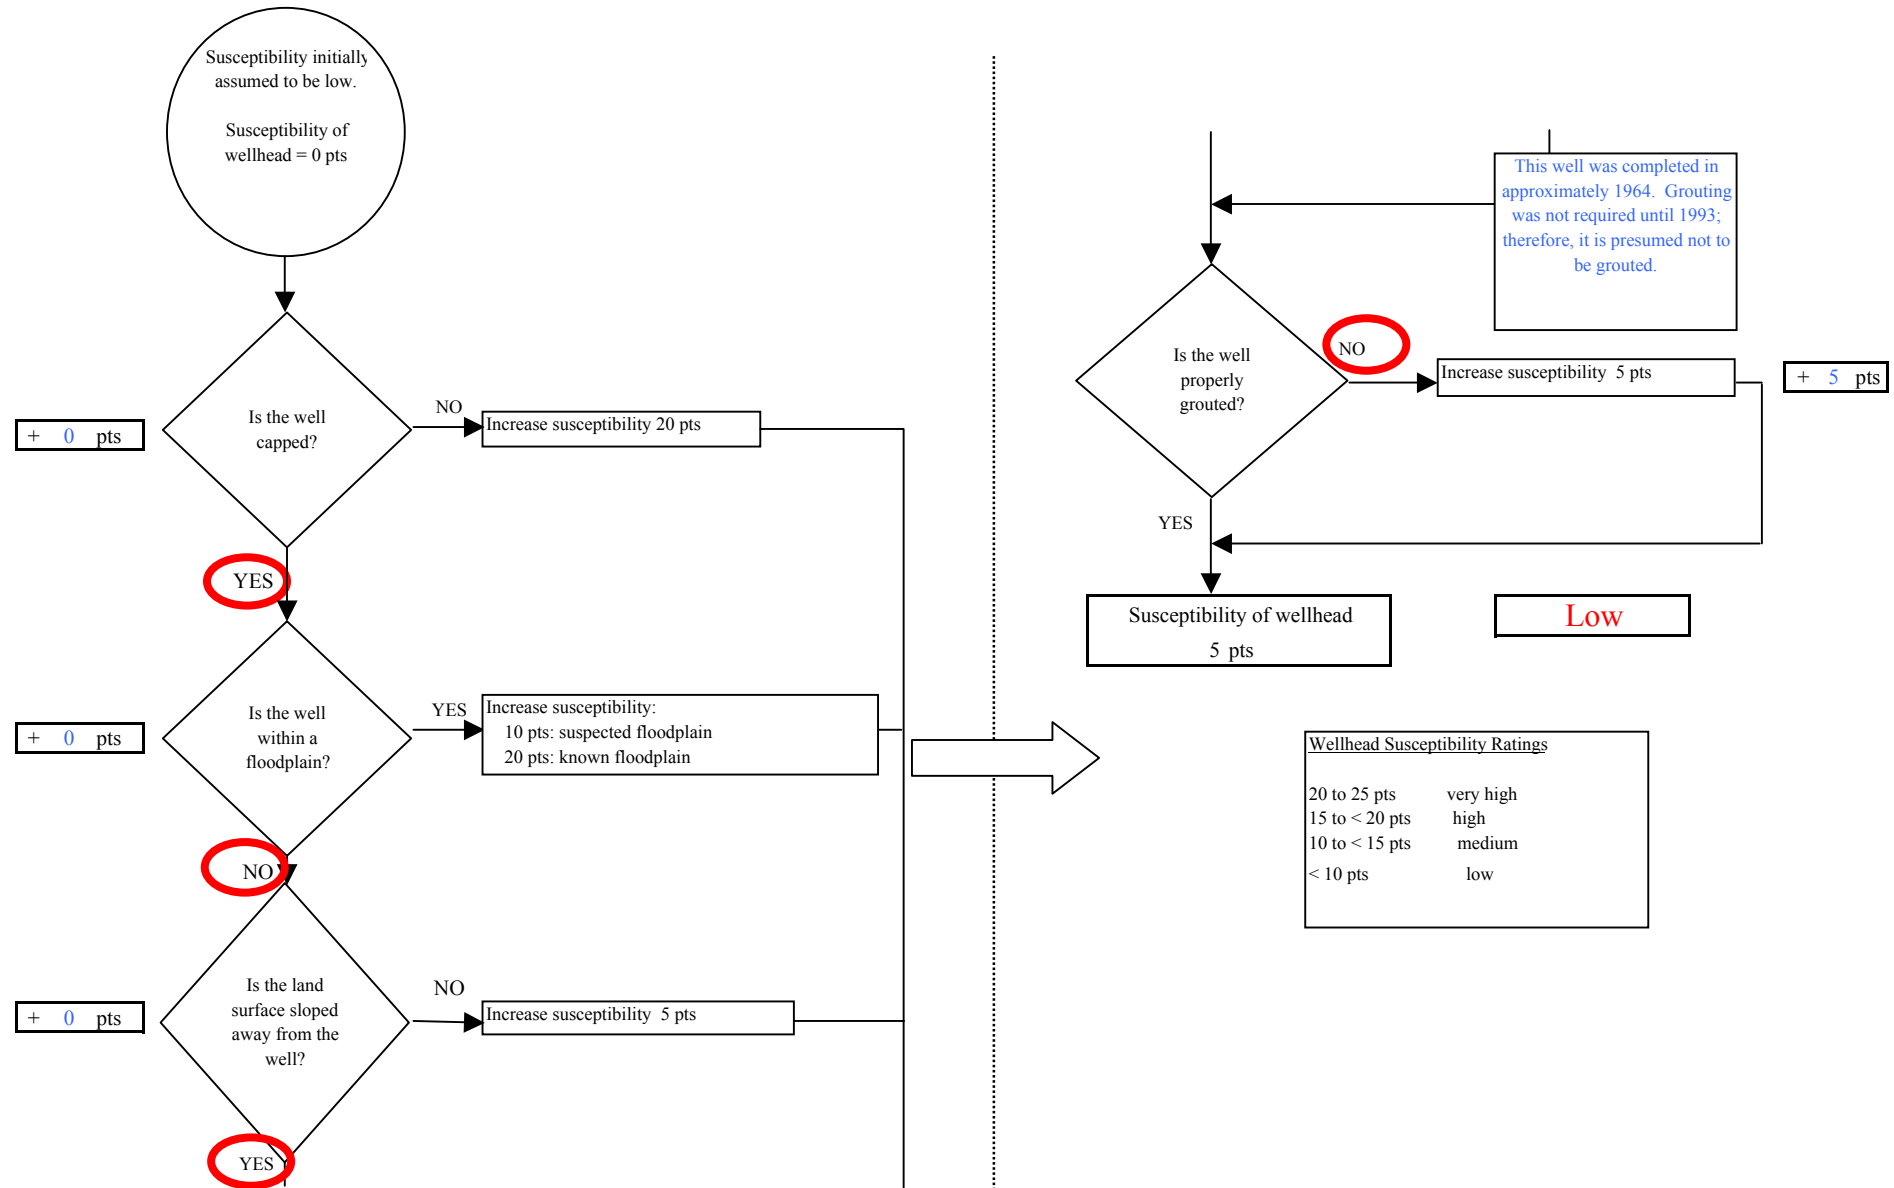 Susceptibility initially
assumed to be low.
Susceptibility of
wellhead = 0 pts
+ 0 pts
Is the well
capped?
NO
Increase susceptibility 20 pts
YES
+ 0 pts
Is the well
within a
floodplain?
YES
Increase susceptibility:
10 pts: suspected floodplain
20 pts: known floodplain
NO
+ 0 pts
Is the land
surface sloped
away from the
well?
NO
Increase susceptibility 5 pts
YES
This well was completed in
approximately 1964. Grouting
was not required until 1993;
therefore, it is presumed not to
be grouted.
Is the well
properly
grouted?
NO
Increase susceptibility 5 pts
+ 5 pts
YES
Susceptibility of wellhead
5 pts
Low
Wellhead Susceptibility Ratings
20 to 25 pts very high
15 to < 20 pts high
10 to < 15 pts medium
< 10 pts low